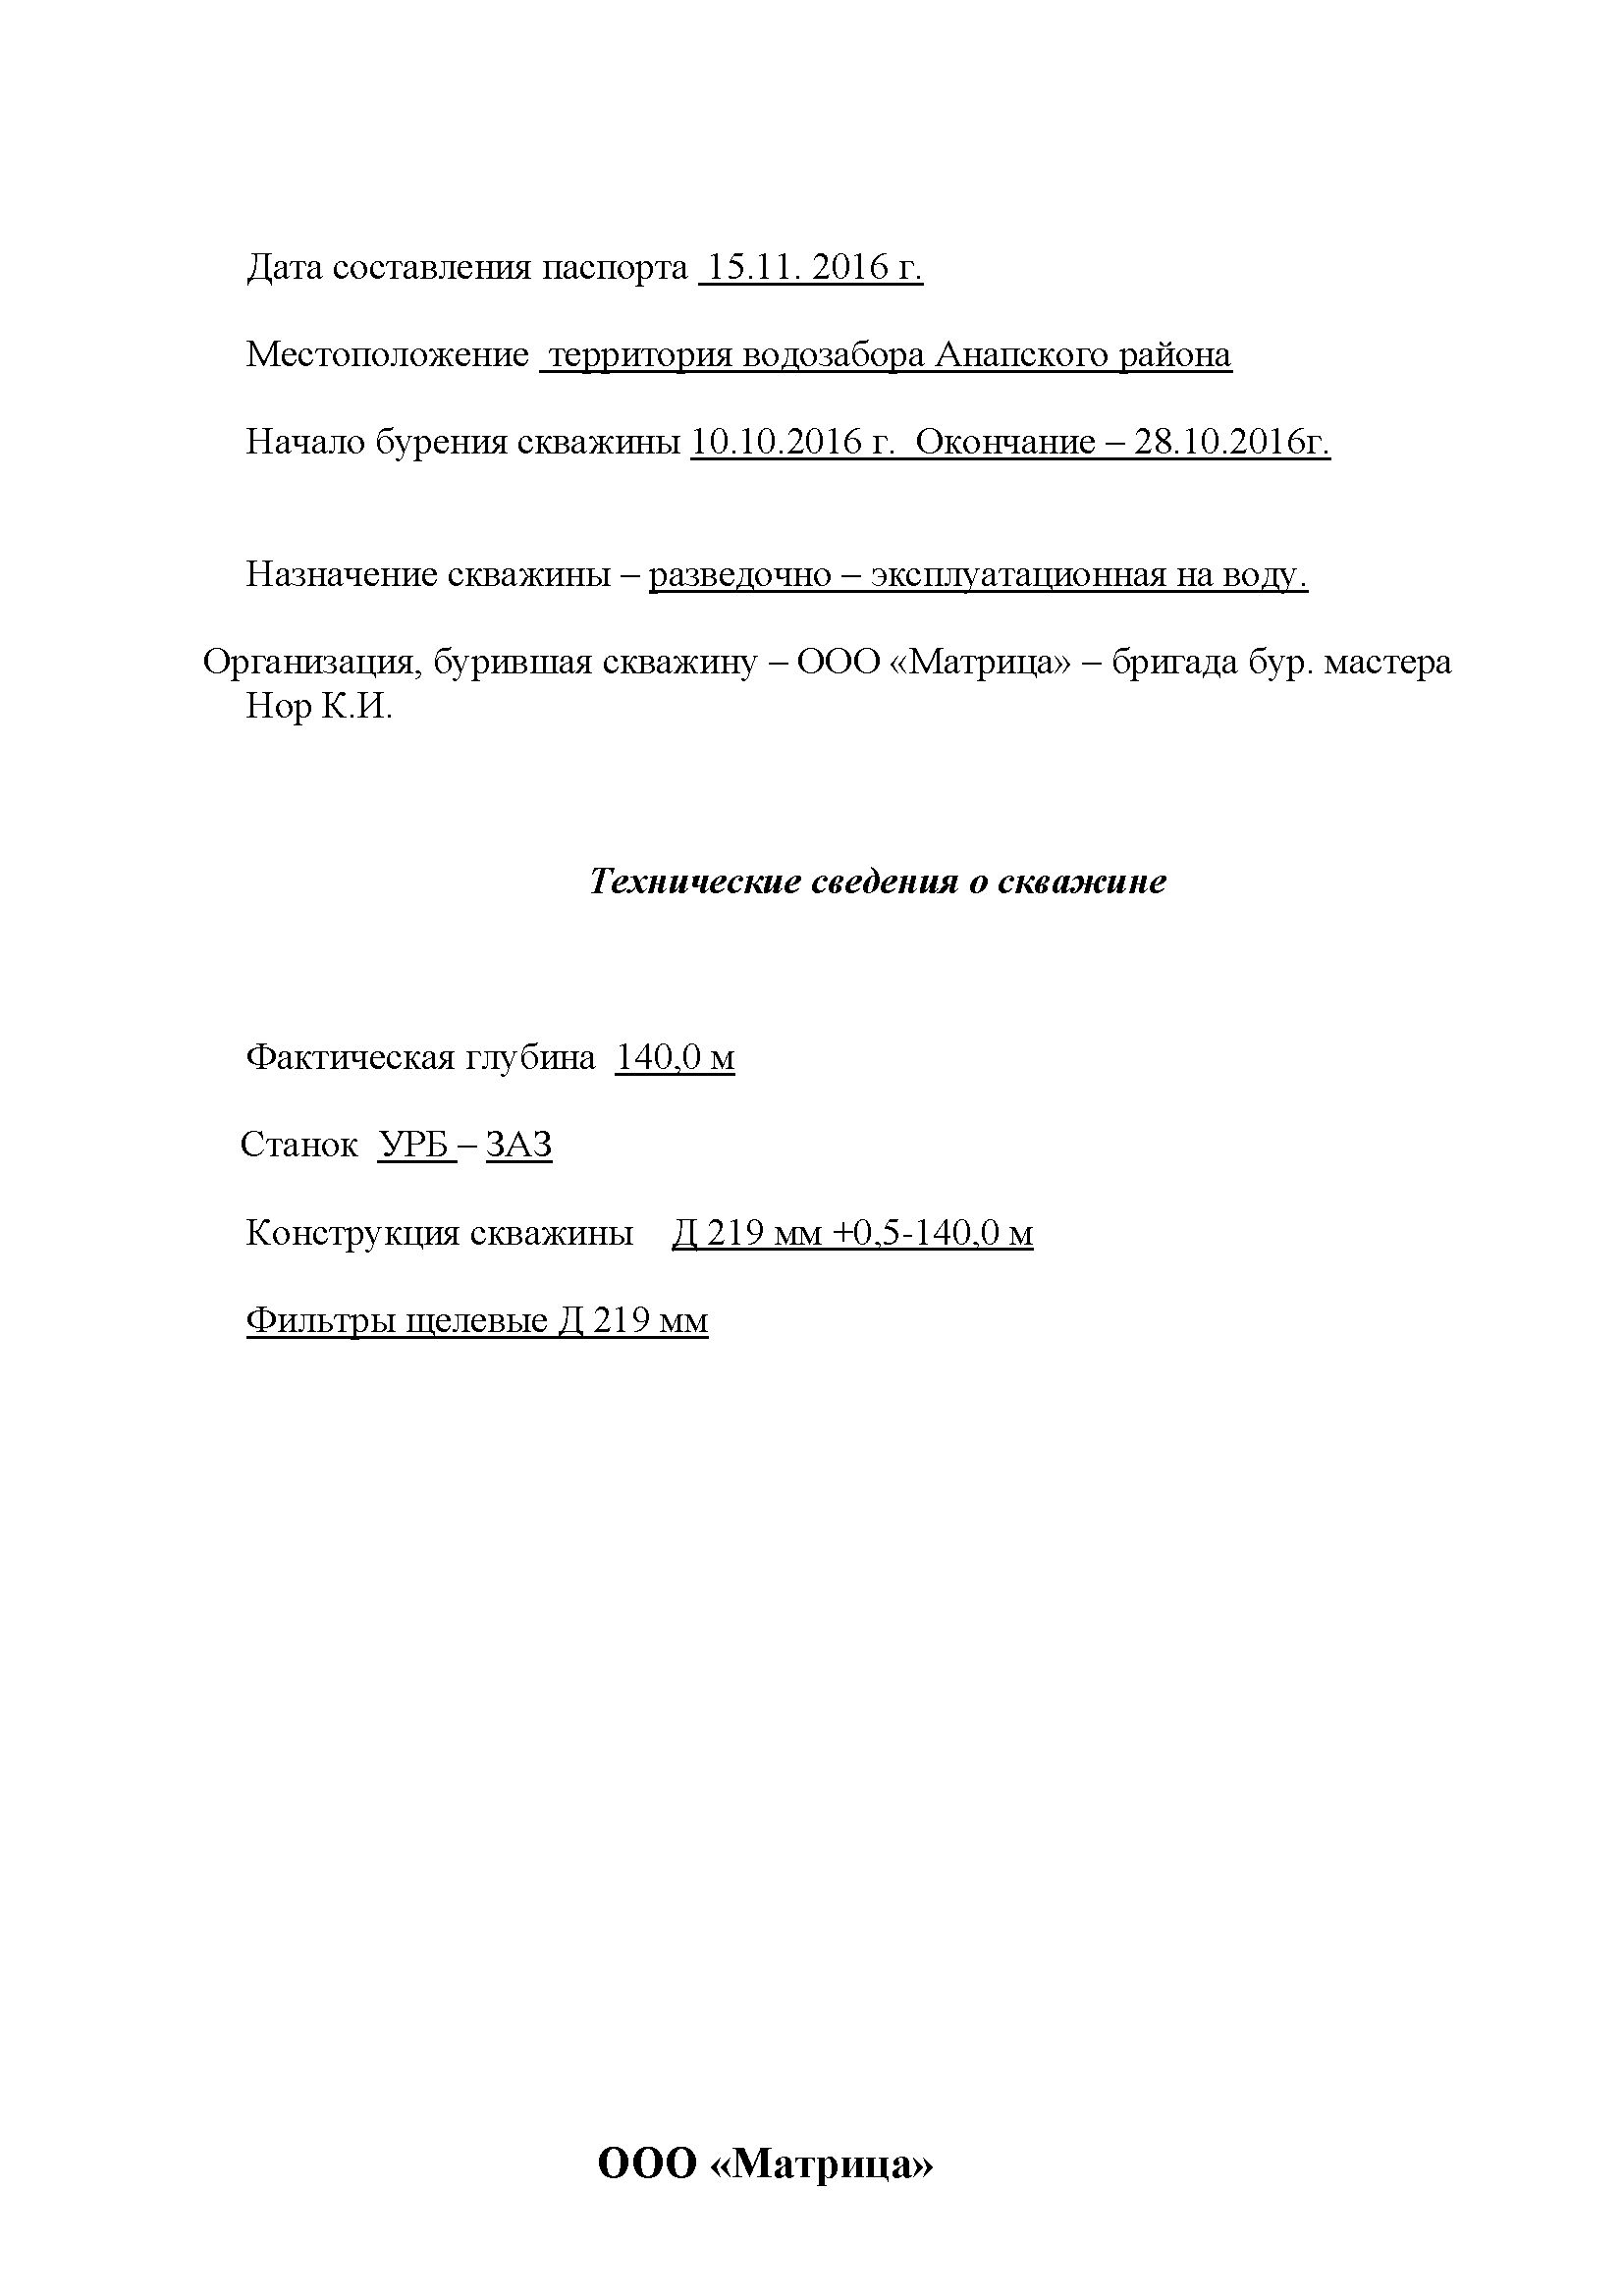 Дата составления паспорта 15.11. 2016 г.
Местоположение территория водозабора Анапского района
Начало бурения скважины 10.10.2016 г. Окончание – 28.10.2016г.
Назначение скважины – разведочно – эксплуатационная на воду.
Организация, бурившая скважину – ООО «Матрица» – бригада бур. мастера
Нор К.И.
Технические сведения о скважине
Фактическая глубина 140,0 м
Станок УРБ – ЗАЗ
Конструкция скважины Д 219 мм +0,5-140,0 м
Фильтры щелевые Д 219 мм
ООО «Матрица»